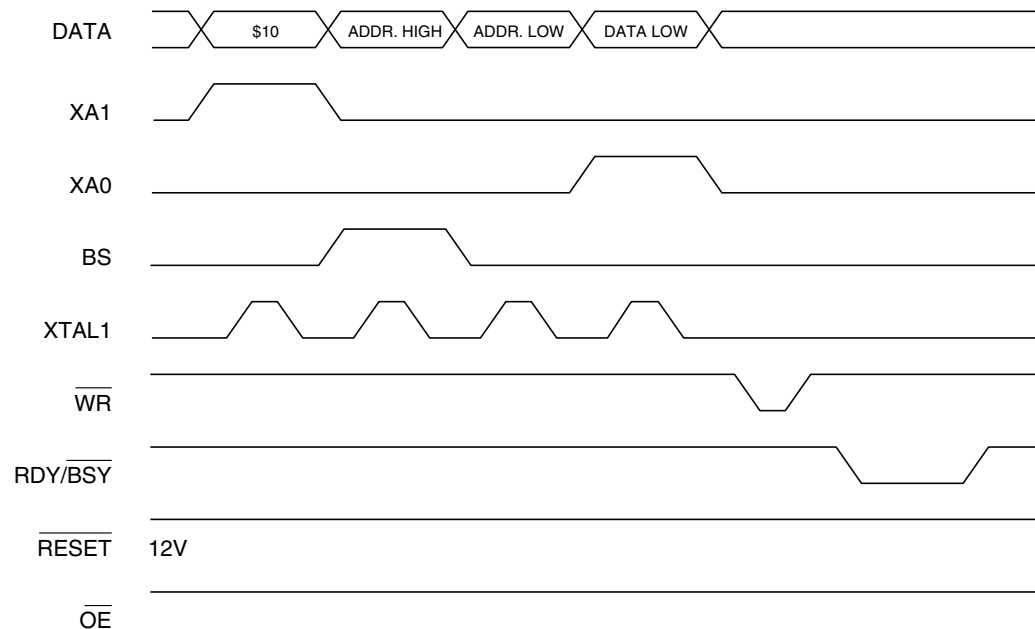 DATA $10 ADDR. HIGH ADDR. LOW DATA LOW
XA1
XA0
BS
XTAL1
WR
RDY/BSY
RESET 12V
OE